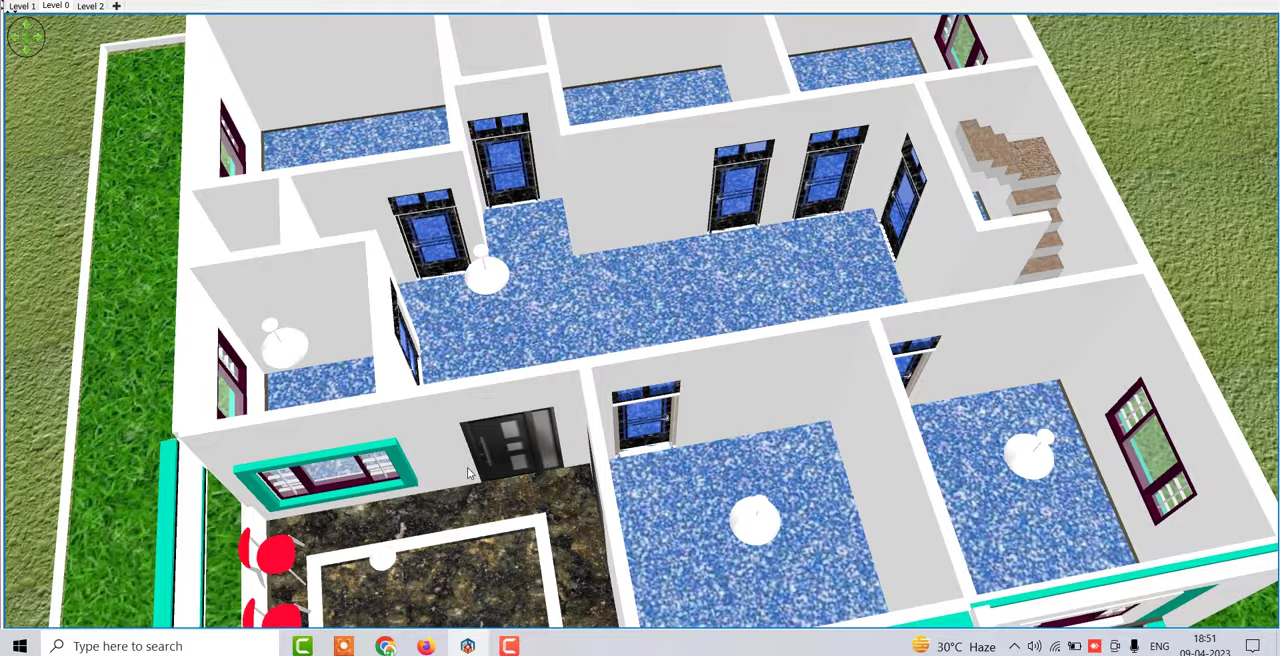 Level 1 Level 0 Level 2
Type here to search
30°C Haze
ENG
18:51
09-04-2023